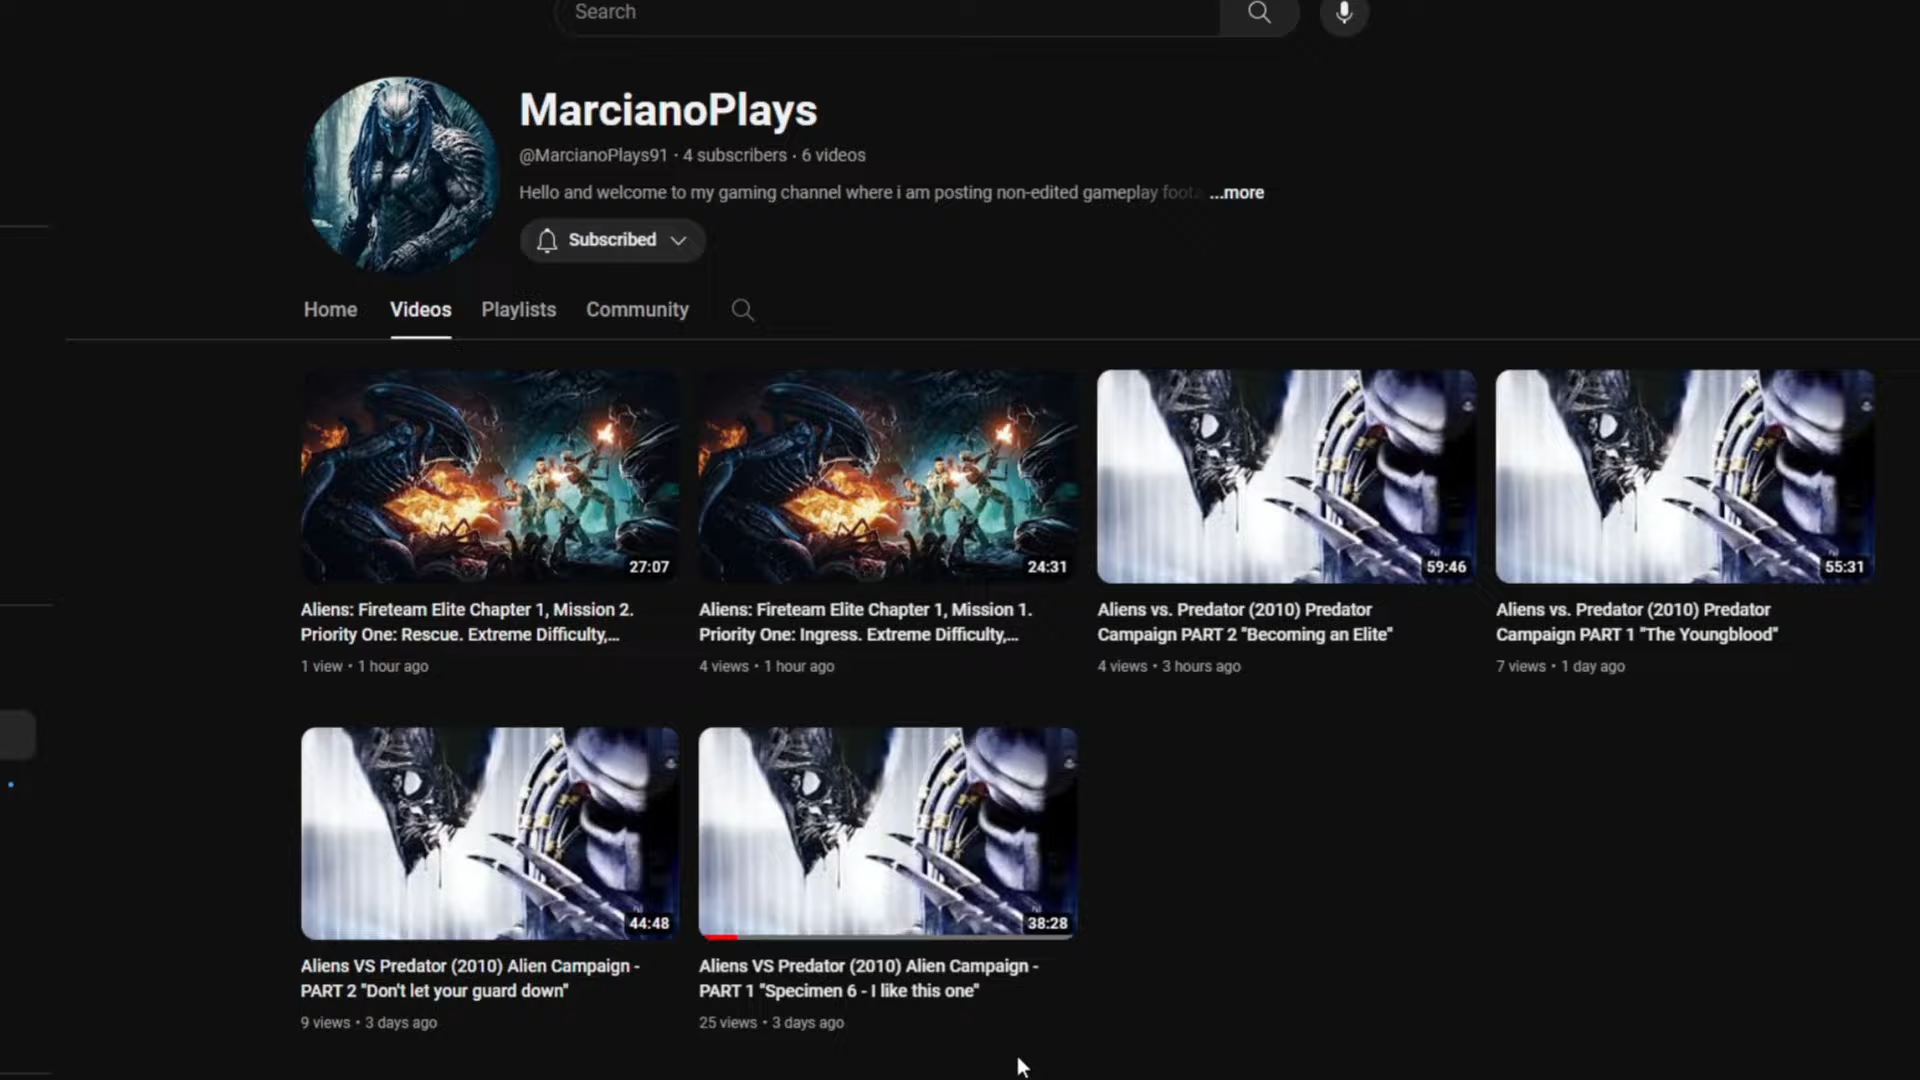 Search
MarcianoPlays
@MarcianoPlays91 · 4 subscribers · 6 videos
Hello and welcome to my gaming channel where i am posting non-edited gameplay foota ...more
Subscribed
Home Videos Playlists Community
27:07
24:31
59:46
55:31
Aliens: Fireteam Elite Chapter 1, Mission 2.
Priority One: Rescue. Extreme Difficulty,...
1 view · 1 hour ago
Aliens: Fireteam Elite Chapter 1, Mission 1.
Priority One: Ingress. Extreme Difficulty,...
4 views · 1 hour ago
Aliens vs. Predator (2010) Predator
Campaign PART 2 "Becoming an Elite"
4 views · 3 hours ago
Aliens vs. Predator (2010) Predator
Campaign PART 1 "The Youngblood"
7 views · 1 day ago
44:48
38:28
Aliens VS Predator (2010) Alien Campaign -
PART 2 "Don't let your guard down"
9 views · 3 days ago
Aliens VS Predator (2010) Alien Campaign -
PART 1 "Specimen 6 - I like this one"
25 views · 3 days ago